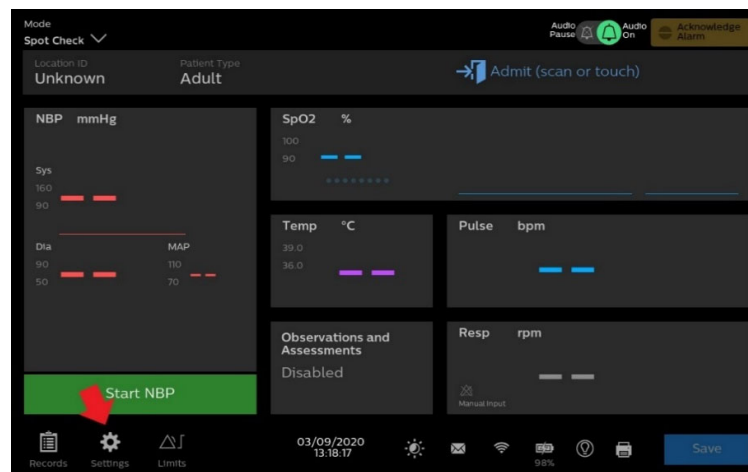 Mode
Spot Check
Audio Pause
Audio On
Acknowledge Alarm
Location ID
Unknown
Patient Type
Adult
Admit (scan or touch)
NBP mmHg
Sys
160
90
Dia
90
50
MAP
110
70
Start NBP
SpO2 %
100
90
Temp °C
39.0
36.0
Pulse bpm
Observations and
Assessments
Disabled
Resp rpm
Manual Input
Records
Settings
Limits
03/09/2020
13:18:17
98%
Save